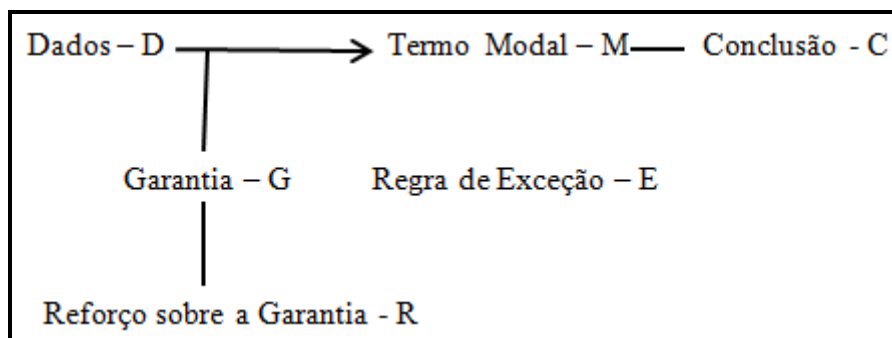 Dados – D Termo Modal – M Conclusão - C
Garantia – G Regra de Exceção – E
Reforço sobre a Garantia - R